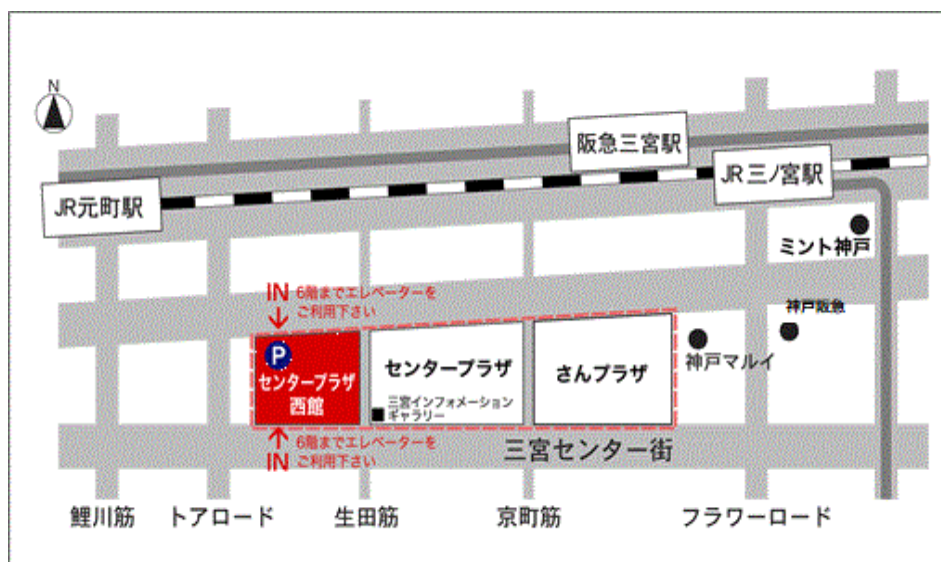 N
阪急三宮駅
JR三ノ宮駅
JR元町駅
ミント神戸
IN 6階までエレベーターを
ご利用下さい
神戸阪急
P
センタープラザ
西館
センタープラザ
三宮インフォメーション
ギャラリー
さんプラザ
神戸マルイ
6階までエレベーターを
IN ご利用下さい
三宮センター街
鯉川筋
トアロード
生田筋
京町筋
フラワーロード